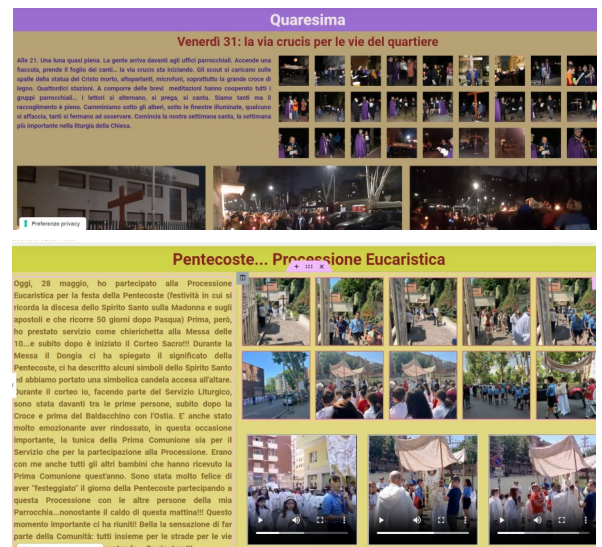 Quaresima
Venerdì 31: la via crucis per le vie del quartiere
Alle 21. Una luna quasi piena. La gente arriva davanti agli uffici parrocchiali. Accende una
fiaccola, prende il foglio dei canti... la via crucis sta iniziando. Gli scout si caricano sulle
spalle della statua del Cristo morto, altoparlanti, microfoni, soprattutto la grande croce di
legno. Quattordici stazioni. A comporre delle brevi meditazioni hanno cooperato tutti i
gruppi parrocchiali... i lettori si alternano, si prega, si canta. Siamo tanti ma il
raccoglimento è pieno. Camminiamo sotto gli alberi, sotto le finestre illuminate, qualcuno
si affaccia, tanti si fermano ad osservare. Comincia la nostra settimana santa, la settimana
più importante nella liturgia della Chiesa.
Preferenze privacy
Pentecoste... Processione Eucaristica
Oggi, 28 maggio, ho partecipato alla Processione
Eucaristica per la festa della Pentecoste (festività in cui si
ricorda la discesa dello Spirito Santo sulla Madonna e sugli
apostoli e che ricorre 50 giorni dopo Pasqua) Prima, però,
ho prestato servizio come chierichetta alla Messa delle
10...e subito dopo è iniziato il Corteo Sacro!!! Durante la
Messa il Dongia ci ha spiegato il significato della
Pentecoste, ci ha descritto alcuni simboli dello Spirito Santo
ed abbiamo portato una simbolica candela accesa all'altare.
Durante il corteo io, facendo parte del Servizio Liturgico,
sono stata davanti tra le prime persone, subito dopo la
Croce e prima del Baldacchino con l'Ostia. E' anche stato
molto emozionante aver rindossato, in questa occasione
importante, la tunica della Prima Comunione sia per il
Servizio che per la partecipazione alla Processione. Erano
con me anche tutti gli altri bambini che hanno ricevuto la
Prima Comunione quest'anno. Sono stata molto felice di
aver "festeggiato" il giorno della Pentecoste partecipando a
questa Processione con le altre persone della mia
Parrocchia...nonostante il caldo di questa mattina!!! Questo
momento importante ci ha riuniti! Bella la sensazione di far
parte della Comunità: tutti insieme per le strade per le vie